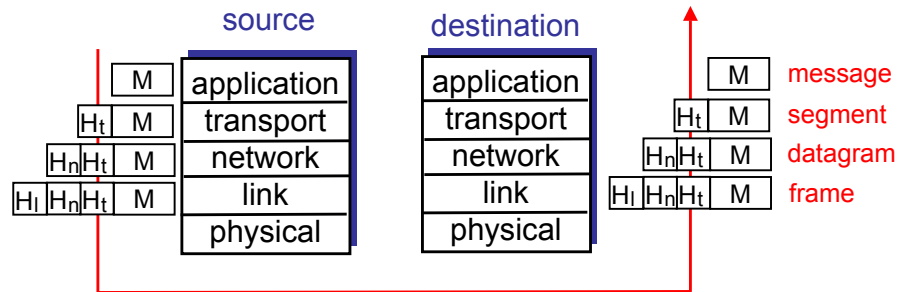 source destination
M application application M message
Ht M transport transport Ht M segment
Hn Ht M network network Hn Ht M datagram
Hl Hn Ht M link link Hl Hn Ht M frame
physical physical